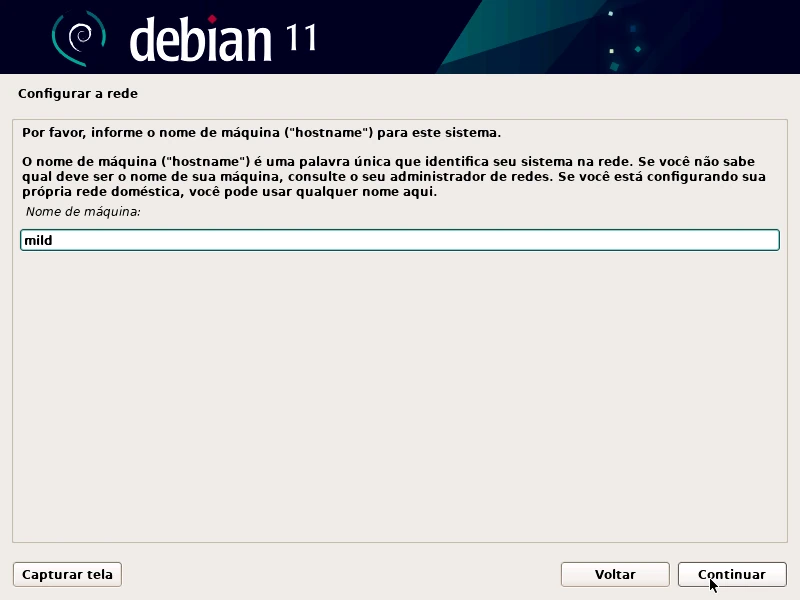 debian 11
Configurar a rede
Por favor, informe o nome de máquina ("hostname") para este sistema.
O nome de máquina ("hostname") é uma palavra única que identifica seu sistema na rede. Se você não sabe
qual deve ser o nome de sua máquina, consulte o seu administrador de redes. Se você está configurando sua
própria rede doméstica, você pode usar qualquer nome aqui.
Nome de máquina:
mild
Capturar tela
Voltar
Continuar